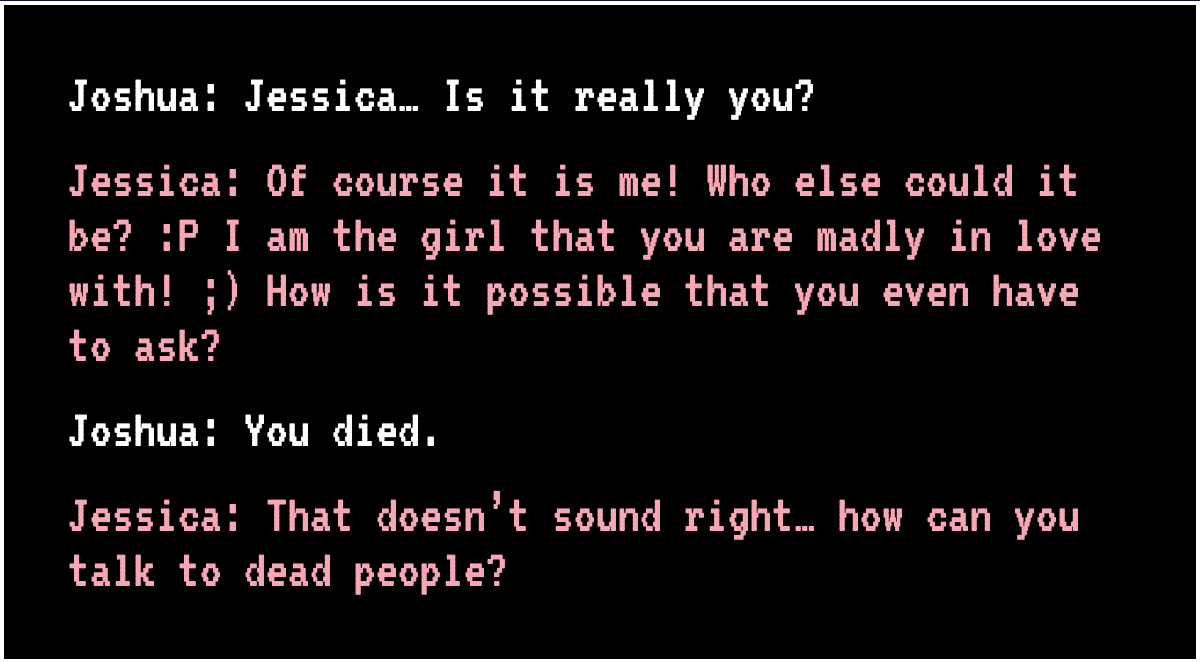 Joshua: Jessica… Is it really you?
Jessica: Of course it is me! Who else could it
be? :P I am the girl that you are madly in love
with! ;) How is it possible that you even have
to ask?
Joshua: You died.
Jessica: That doesn't sound right… how can you
talk to dead people?